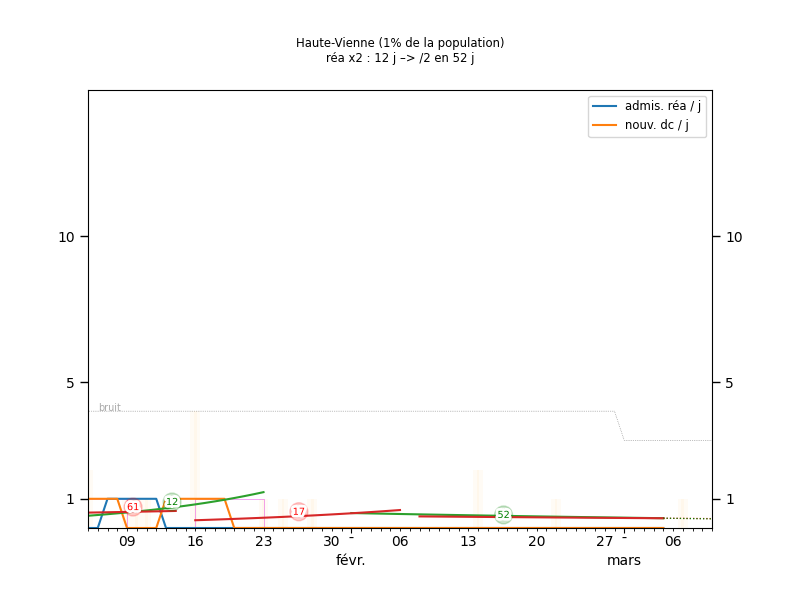 Haute-Vienne (1% de la population)
réa x2 : 12 j –> /2 en 52 j
admis. réa / j
nouv. dc / j
10 10
5 5
bruit
1 1
61 12 17 52
09 16 23 30 - 06 13 20 27 - 06
févr. mars